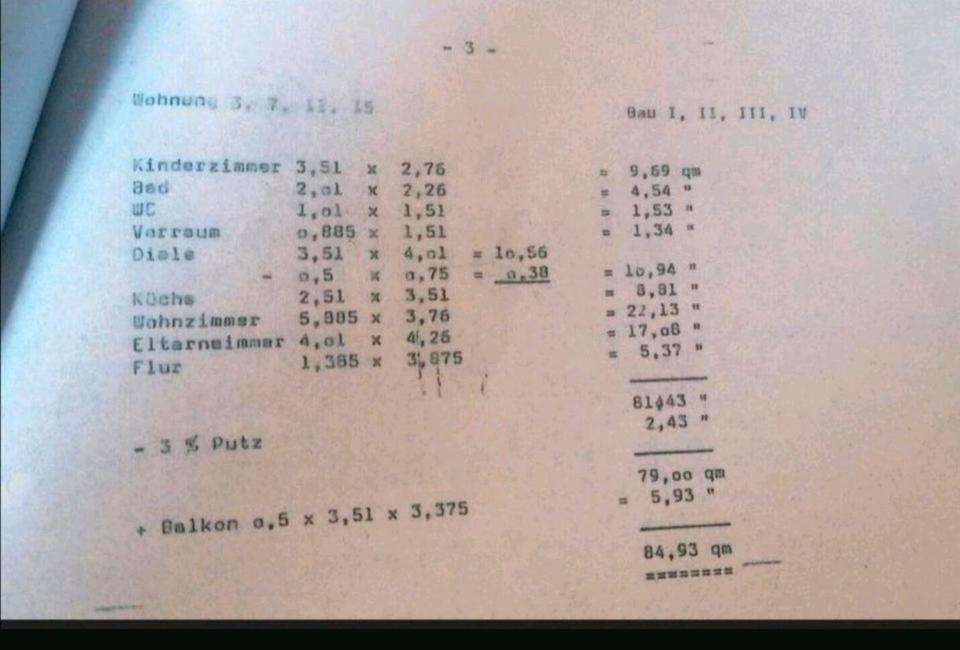 - 3 -
Wohnung 3, 7, 11, 15 Bau I, II, III, IV
Kinderzimmer 3,51 x 2,76 = 9,69 qm
Bad 2,o1 x 2,26 = 4,54 "
WC 1,o1 x 1,51 = 1,53 "
Vorraum o,885 x 1,51 = 1,34 "
Diele 3,51 x 4,o1 = 1o,56
- o,5 x o,75 = o,38 = 1o,94 "
Küche 2,51 x 3,51 = 8,81 "
Wohnzimmer 5,885 x 3,76 = 22,13 "
Elternzimmer 4,o1 x 4,26 = 17,o8 "
Flur 1,385 x 3,875 = 5,37 "
81,43 "
- 3 % Putz 2,43 "
79,oo qm
+ Balkon o,5 x 3,51 x 3,375 = 5,93 "
84,93 qm
========